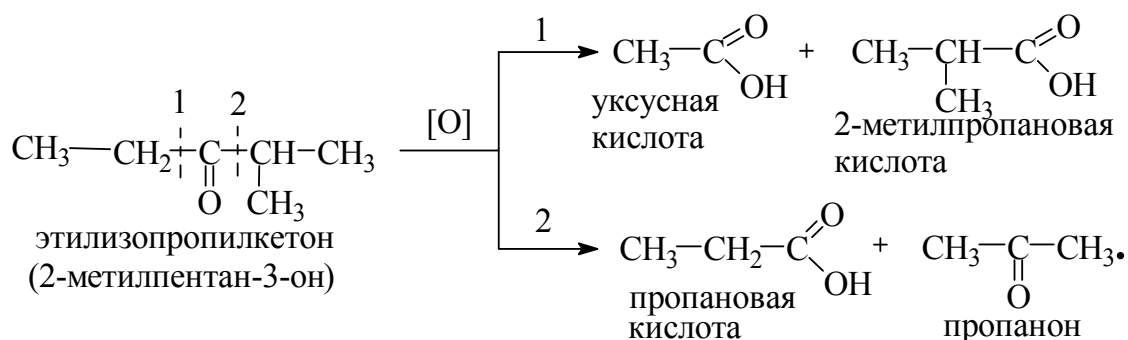 1
CH3—C=O
OH
+
CH3—CH—C=O
OH
CH3
уксусная
кислота
2-метилпропановая
кислота
1 2
CH3—CH2—C—CH—CH3
O CH3
[O]
этилизопропилкетон
(2-метилпентан-3-он)
2
CH3—CH2—C=O
OH
+
CH3—C—CH3.
O
пропановая
кислота
пропанон